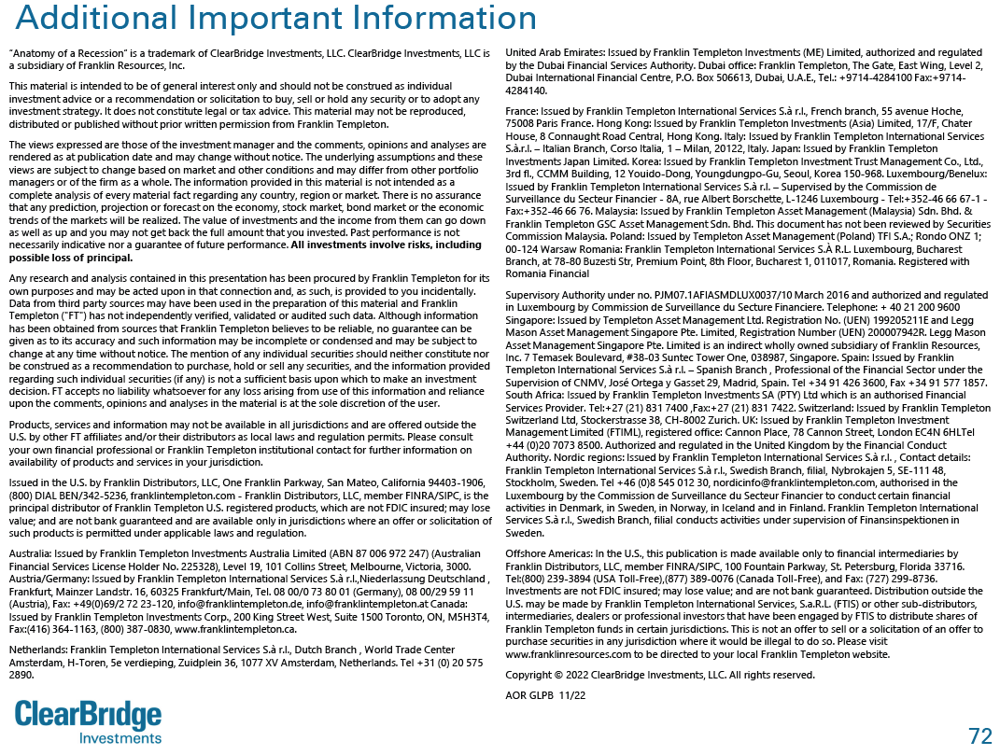 Additional Important Information
“Anatomy of a Recession” is a trademark of ClearBridge Investments, LLC. ClearBridge Investments, LLC is
a subsidiary of Franklin Resources, Inc.
This material is intended to be of general interest only and should not be construed as individual
investment advice or a recommendation or solicitation to buy, sell or hold any security or to adopt any
investment strategy. It does not constitute legal or tax advice. This material may not be reproduced,
distributed or published without prior written permission from Franklin Templeton.
The views expressed are those of the investment manager and the comments, opinions and analyses are
rendered as at publication date and may change without notice. The underlying assumptions and these
views are subject to change based on market and other conditions and may differ from other portfolio
managers or of the firm as a whole. The information provided in this material is not intended as a
complete analysis of every material fact regarding any country, region or market. There is no assurance
that any prediction, projection or forecast on the economy, stock market, bond market or the economic
trends of the markets will be realized. The value of investments and the income from them can go down
as well as up and you may not get back the full amount that you invested. Past performance is not
necessarily indicative nor a guarantee of future performance. All investments involve risks, including
possible loss of principal.
Any research and analysis contained in this presentation has been procured by Franklin Templeton for its
own purposes and may be acted upon in that connection and, as such, is provided to you incidentally.
Data from third party sources may have been used in the preparation of this material and Franklin
Templeton ("FT") has not independently verified, validated or audited such data. Although information
has been obtained from sources that Franklin Templeton believes to be reliable, no guarantee can be
given as to its accuracy and such information may be incomplete or condensed and may be subject to
change at any time without notice. The mention of any individual securities should neither constitute nor
be construed as a recommendation to purchase, hold or sell any securities, and the information provided
regarding such individual securities (if any) is not a sufficient basis upon which to make an investment
decision. FT accepts no liability whatsoever for any loss arising from use of this information and reliance
upon the comments, opinions and analyses in the material is at the sole discretion of the user.
Products, services and information may not be available in all jurisdictions and are offered outside the
U.S. by other FT affiliates and/or their distributors as local laws and regulation permits. Please consult
your own financial professional or Franklin Templeton institutional contact for further information on
availability of products and services in your jurisdiction.
Issued in the U.S. by Franklin Distributors, LLC, One Franklin Parkway, San Mateo, California 94403-1906,
(800) DIAL BEN/342-5236, franklintempleton.com - Franklin Distributors, LLC, member FINRA/SIPC, is the
principal distributor of Franklin Templeton U.S. registered products, which are not FDIC insured; may lose
value; and are not bank guaranteed and are available only in jurisdictions where an offer or solicitation of
such products is permitted under applicable laws and regulation.
Australia: Issued by Franklin Templeton Investments Australia Limited (ABN 87 006 972 247) (Australian
Financial Services License Holder No. 225328), Level 19, 101 Collins Street, Melbourne, Victoria, 3000.
Austria/Germany: Issued by Franklin Templeton International Services S.à r.l.,Niederlassung Deutschland ,
Frankfurt, Mainzer Landstr. 16, 60325 Frankfurt/Main, Tel. 08 00/0 73 80 01 (Germany), 08 00/29 59 11
(Austria), Fax: +49(0)69/2 72 23-120, info@franklintempleton.de, info@franklintempleton.at Canada:
Issued by Franklin Templeton Investments Corp., 200 King Street West, Suite 1500 Toronto, ON, M5H3T4,
Fax:(416) 364-1163, (800) 387-0830, www.franklintempleton.ca.
Netherlands: Franklin Templeton International Services S.à r.l., Dutch Branch , World Trade Center
Amsterdam, H-Toren, 5e verdieping, Zuidplein 36, 1077 XV Amsterdam, Netherlands. Tel +31 (0) 20 575
2890.
United Arab Emirates: Issued by Franklin Templeton Investments (ME) Limited, authorized and regulated
by the Dubai Financial Services Authority. Dubai office: Franklin Templeton, The Gate, East Wing, Level 2,
Dubai International Financial Centre, P.O. Box 506613, Dubai, U.A.E., Tel.: +9714-4284100 Fax:+9714-
4284140.
France: Issued by Franklin Templeton International Services S.à r.l., French branch, 55 avenue Hoche,
75008 Paris France. Hong Kong: Issued by Franklin Templeton Investments (Asia) Limited, 17/F, Chater
House, 8 Connaught Road Central, Hong Kong. Italy: Issued by Franklin Templeton International Services
S.à.r.l. – Italian Branch, Corso Italia, 1 – Milan, 20122, Italy. Japan: Issued by Franklin Templeton
Investments Japan Limited. Korea: Issued by Franklin Templeton Investment Trust Management Co., Ltd.,
3rd fl., CCMM Building, 12 Youido-Dong, Youngdungpo-Gu, Seoul, Korea 150-968. Luxembourg/Benelux:
Issued by Franklin Templeton International Services S.à r.l. – Supervised by the Commission de
Surveillance du Secteur Financier - 8A, rue Albert Borschette, L-1246 Luxembourg - Tel:+352-46 66 67-1 -
Fax:+352-46 66 76. Malaysia: Issued by Franklin Templeton Asset Management (Malaysia) Sdn. Bhd. &
Franklin Templeton GSC Asset Management Sdn. Bhd. This document has not been reviewed by Securities
Commission Malaysia. Poland: Issued by Templeton Asset Management (Poland) TFI S.A.; Rondo ONZ 1;
00-124 Warsaw Romania: Franklin Templeton International Services S.À R.L. Luxembourg, Bucharest
Branch, at 78-80 Buzesti Str, Premium Point, 8th Floor, Bucharest 1, 011017, Romania. Registered with
Romania Financial
Supervisory Authority under no. PJM07.1AFIASMDLUX0037/10 March 2016 and authorized and regulated
in Luxembourg by Commission de Surveillance du Secture Financiere. Telephone: + 40 21 200 9600
Singapore: Issued by Templeton Asset Management Ltd. Registration No. (UEN) 199205211E and Legg
Mason Asset Management Singapore Pte. Limited, Registration Number (UEN) 200007942R. Legg Mason
Asset Management Singapore Pte. Limited is an indirect wholly owned subsidiary of Franklin Resources,
Inc. 7 Temasek Boulevard, #38-03 Suntec Tower One, 038987, Singapore. Spain: Issued by Franklin
Templeton International Services S.à r.l. – Spanish Branch , Professional of the Financial Sector under the
Supervision of CNMV, José Ortega y Gasset 29, Madrid, Spain. Tel +34 91 426 3600, Fax +34 91 577 1857.
South Africa: Issued by Franklin Templeton Investments SA (PTY) Ltd which is an authorised Financial
Services Provider. Tel:+27 (21) 831 7400 ,Fax:+27 (21) 831 7422. Switzerland: Issued by Franklin Templeton
Switzerland Ltd, Stockerstrasse 38, CH-8002 Zurich. UK: Issued by Franklin Templeton Investment
Management Limited (FTIML), registered office: Cannon Place, 78 Cannon Street, London EC4N 6HLTel
+44 (0)20 7073 8500. Authorized and regulated in the United Kingdom by the Financial Conduct
Authority. Nordic regions: Issued by Franklin Templeton International Services S.à r.l. , Contact details:
Franklin Templeton International Services S.à r.l., Swedish Branch, filial, Nybrokajen 5, SE-111 48,
Stockholm, Sweden. Tel +46 (0)8 545 012 30, nordicinfo@franklintempleton.com, authorised in the
Luxembourg by the Commission de Surveillance du Secteur Financier to conduct certain financial
activities in Denmark, in Sweden, in Norway, in Iceland and in Finland. Franklin Templeton International
Services S.à r.l., Swedish Branch, filial conducts activities under supervision of Finansinspektionen in
Sweden.
Offshore Americas: In the U.S., this publication is made available only to financial intermediaries by
Franklin Distributors, LLC, member FINRA/SIPC, 100 Fountain Parkway, St. Petersburg, Florida 33716.
Tel:(800) 239-3894 (USA Toll-Free),(877) 389-0076 (Canada Toll-Free), and Fax: (727) 299-8736.
Investments are not FDIC insured; may lose value; and are not bank guaranteed. Distribution outside the
U.S. may be made by Franklin Templeton International Services, S.a.R.L. (FTIS) or other sub-distributors,
intermediaries, dealers or professional investors that have been engaged by FTIS to distribute shares of
Franklin Templeton funds in certain jurisdictions. This is not an offer to sell or a solicitation of an offer to
purchase securities in any jurisdiction where it would be illegal to do so. Please visit
www.franklinresources.com to be directed to your local Franklin Templeton website.
Copyright © 2022 ClearBridge Investments, LLC. All rights reserved.
AOR GLPB 11/22
ClearBridge
Investments
72